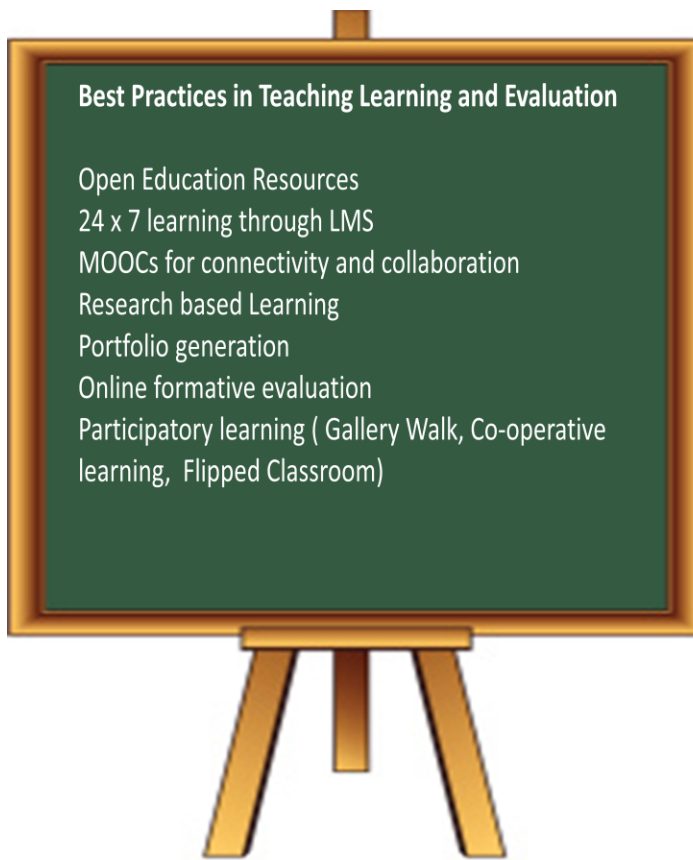 Best Practices in Teaching Learning and Evaluation
Open Education Resources
24 x 7 learning through LMS
MOOCs for connectivity and collaboration
Research based Learning
Portfolio generation
Online formative evaluation
Participatory learning ( Gallery Walk, Co-operative
learning,  Flipped Classroom)